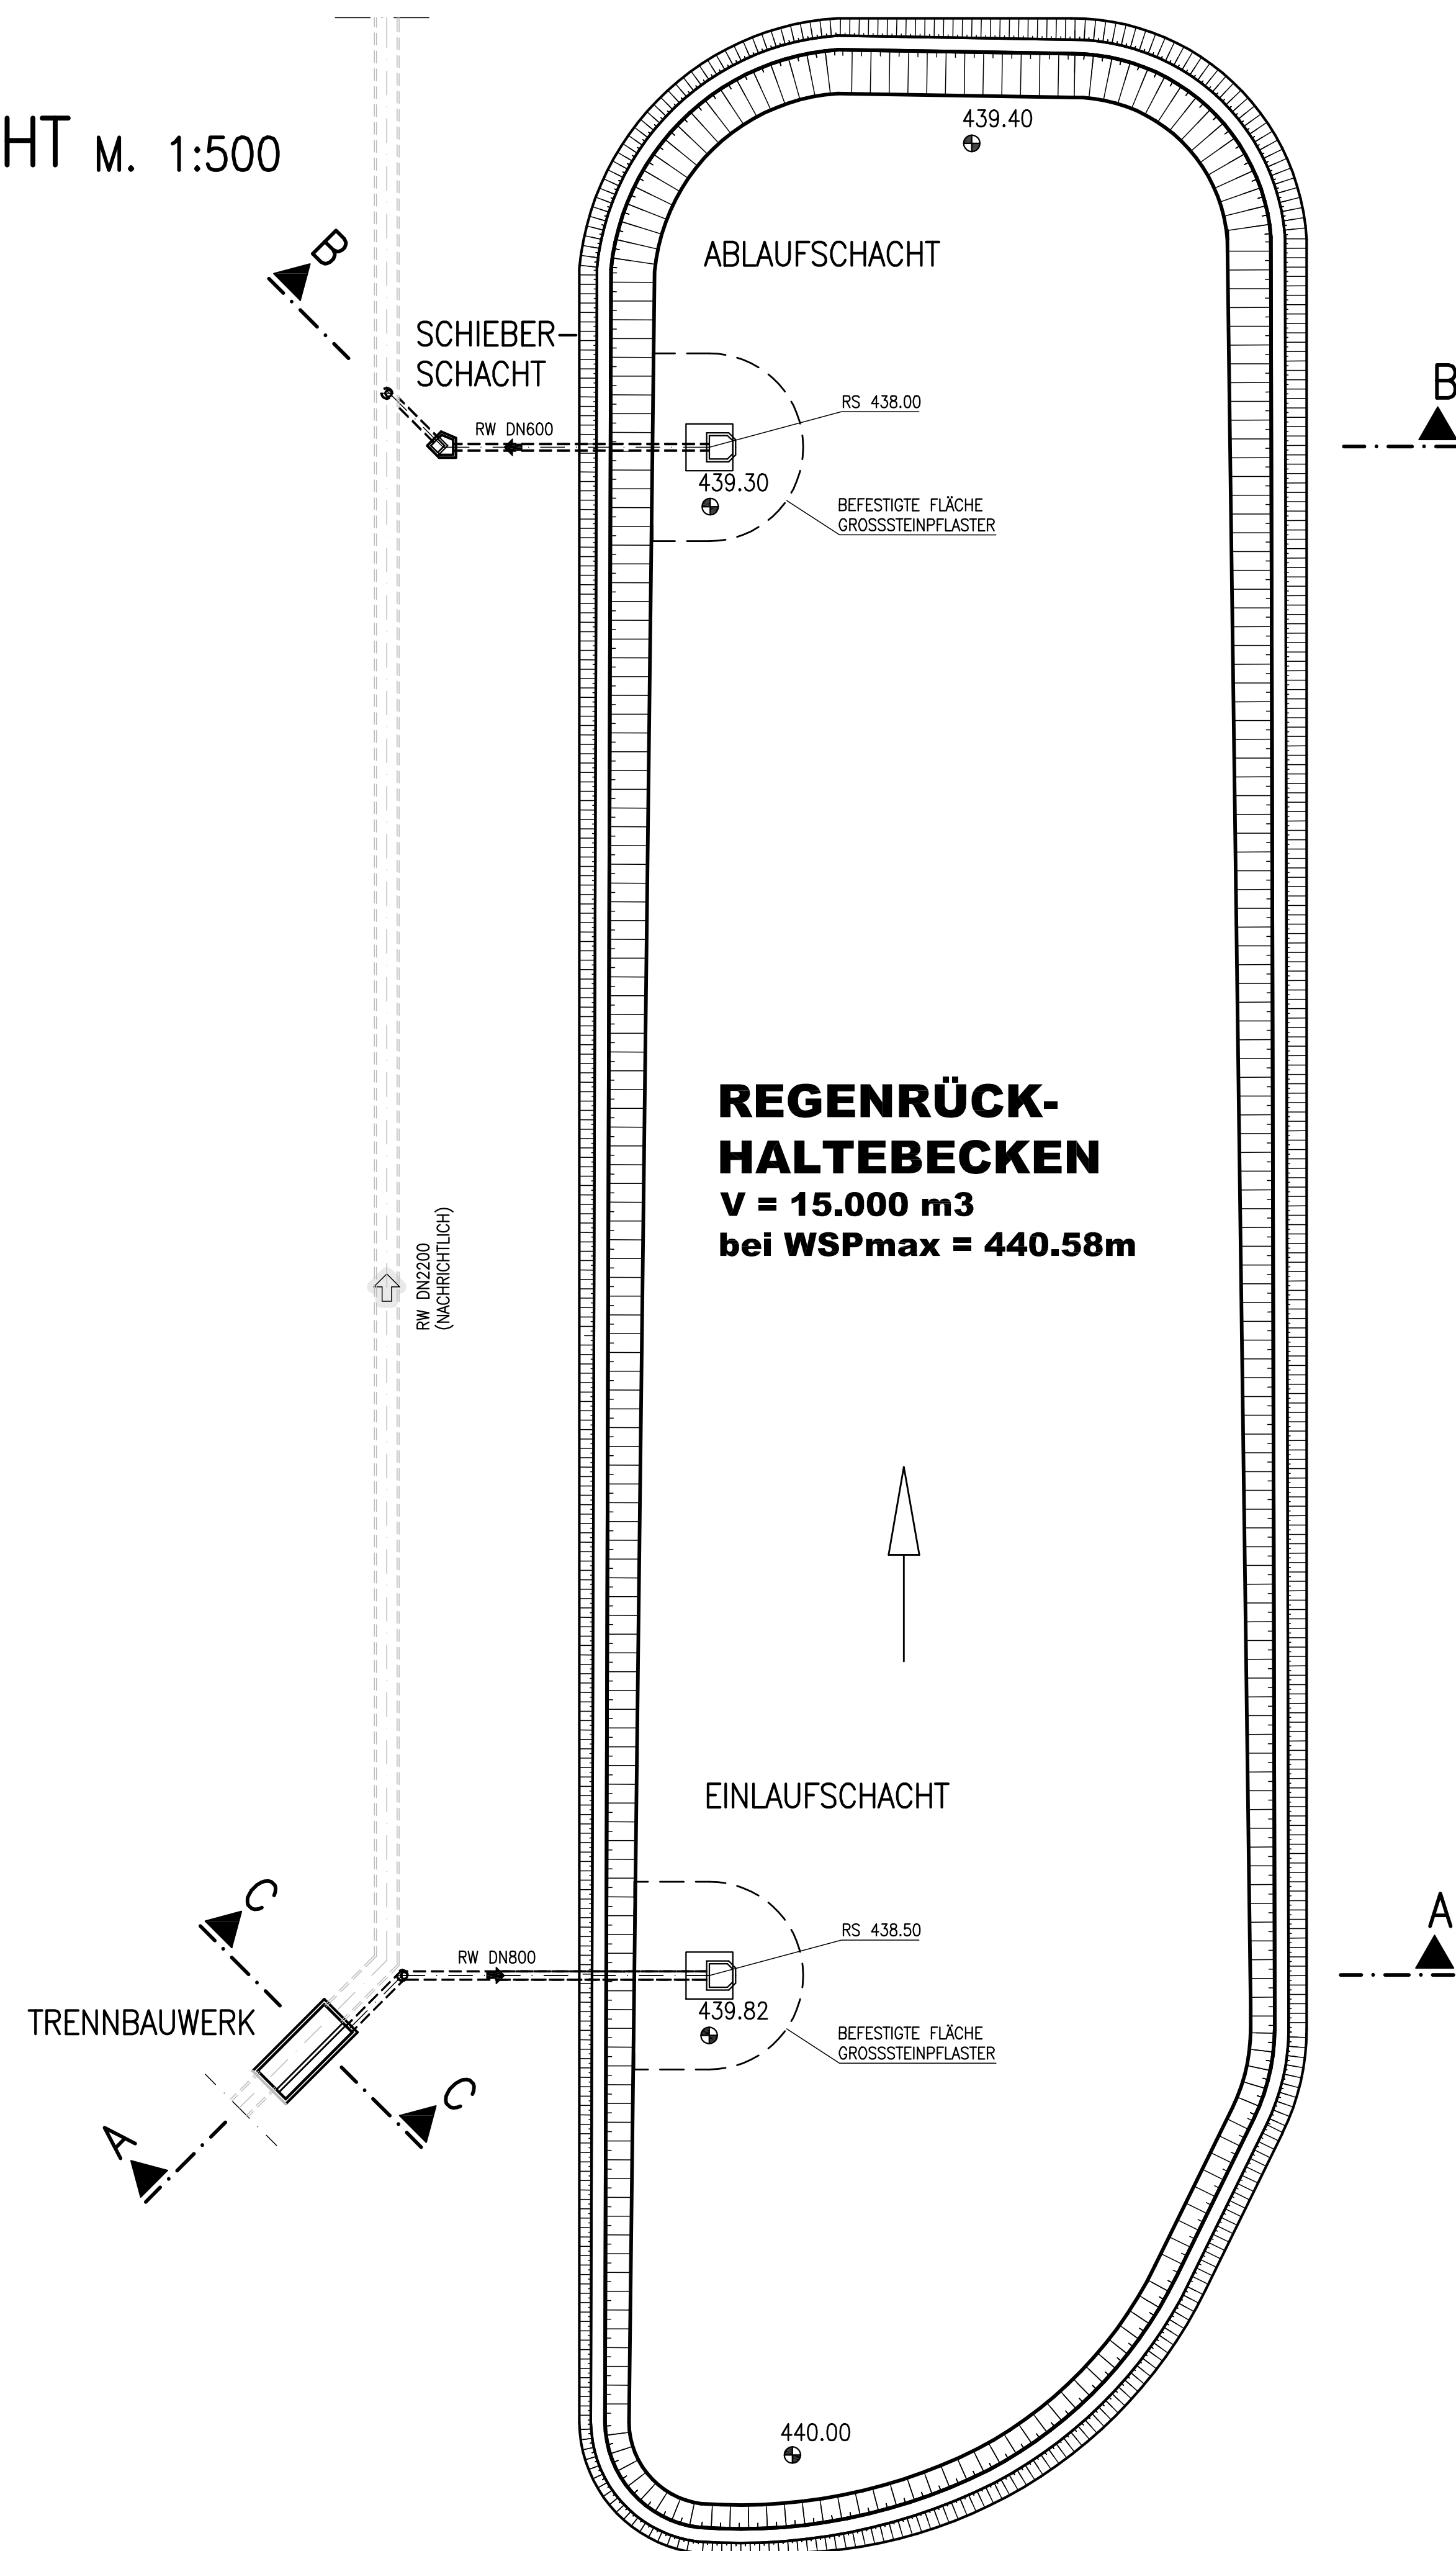 HT M. 1:500
439.40
B
ABLAUFSCHACHT
SCHIEBER-
SCHACHT
B
RS 438.00
RW DN600
439.30
BEFESTIGTE FLÄCHE
GROSSSTEINPFLASTER
REGENRÜCK-
HALTEBECKEN
V = 15.000 m3
bei WSPmax = 440.58m
RW DN2200
(NACHRICHTLICH)
EINLAUFSCHACHT
C
A
RS 438.50
RW DN800
TRENNBAUWERK
439.82
BEFESTIGTE FLÄCHE
GROSSSTEINPFLASTER
C
A
440.00